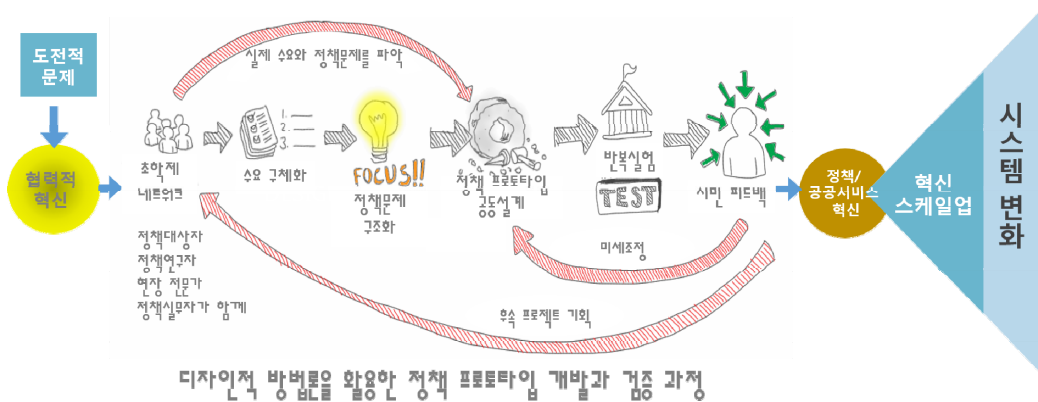 도전적
문제
협력적
혁신
실제 수요와 정책문제를 파악
초학제
네트워크
정책대상자
정책연구자
현장 전문가
정책실무자가 함께
1.
2.
3.
수요 구체화
FOCUS!!
정책문제
구조화
정책 프로토타입
공동설계
반복실험
TEST
시민 피드백
미세조정
후속 프로젝트 기획
정책/
공공서비스
혁신
혁신
스케일업
시스템 변화
디자인적 방법론을 활용한 정책 프로토타입 개발과 검증 과정